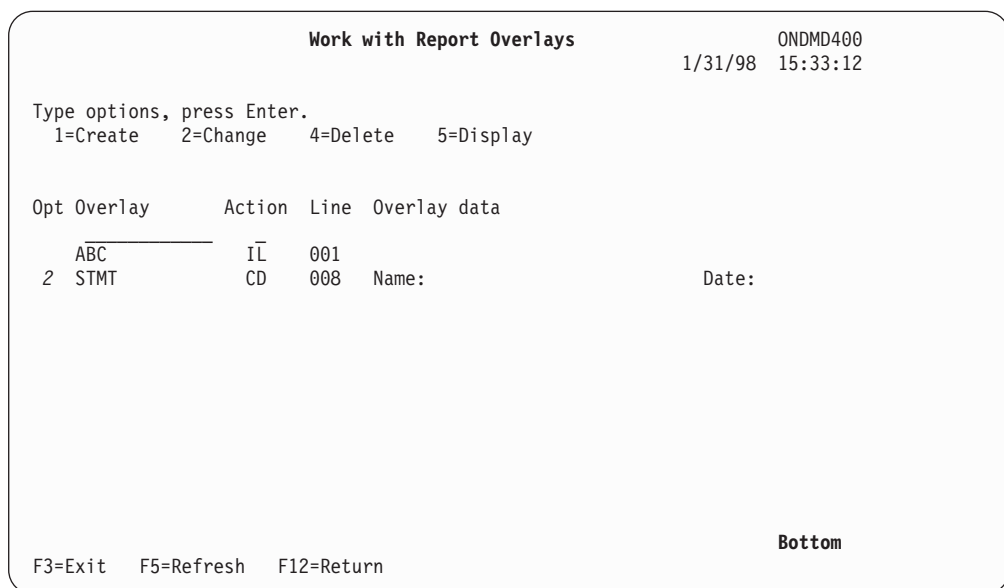 Work with Report Overlays ONDMD400
1/31/98 15:33:12
Type options, press Enter.
1=Create 2=Change 4=Delete 5=Display
Opt Overlay Action Line Overlay data
____________ _
ABC IL 001
2 STMT CD 008 Name: Date:
Bottom
F3=Exit F5=Refresh F12=Return